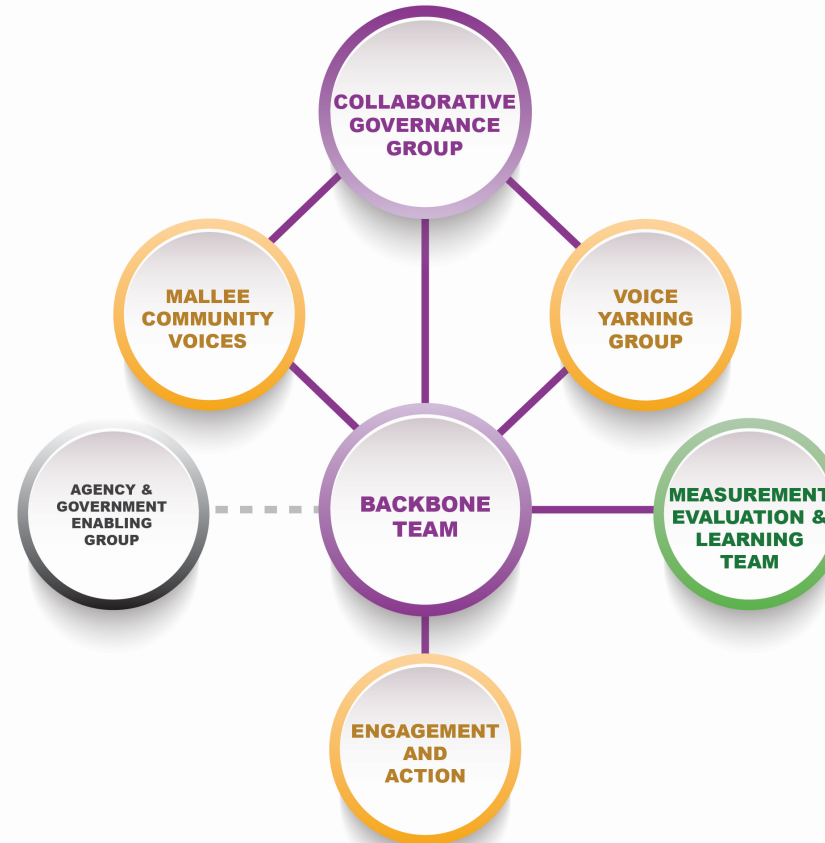 COLLABORATIVE
GOVERNANCE
GROUP
MALLEE
COMMUNITY
VOICES
VOICE
YARNING
GROUP
AGENCY &
GOVERNMENT
ENABLING
GROUP
BACKBONE
TEAM
MEASUREMENT
EVALUATION &
LEARNING
TEAM
ENGAGEMENT
AND
ACTION